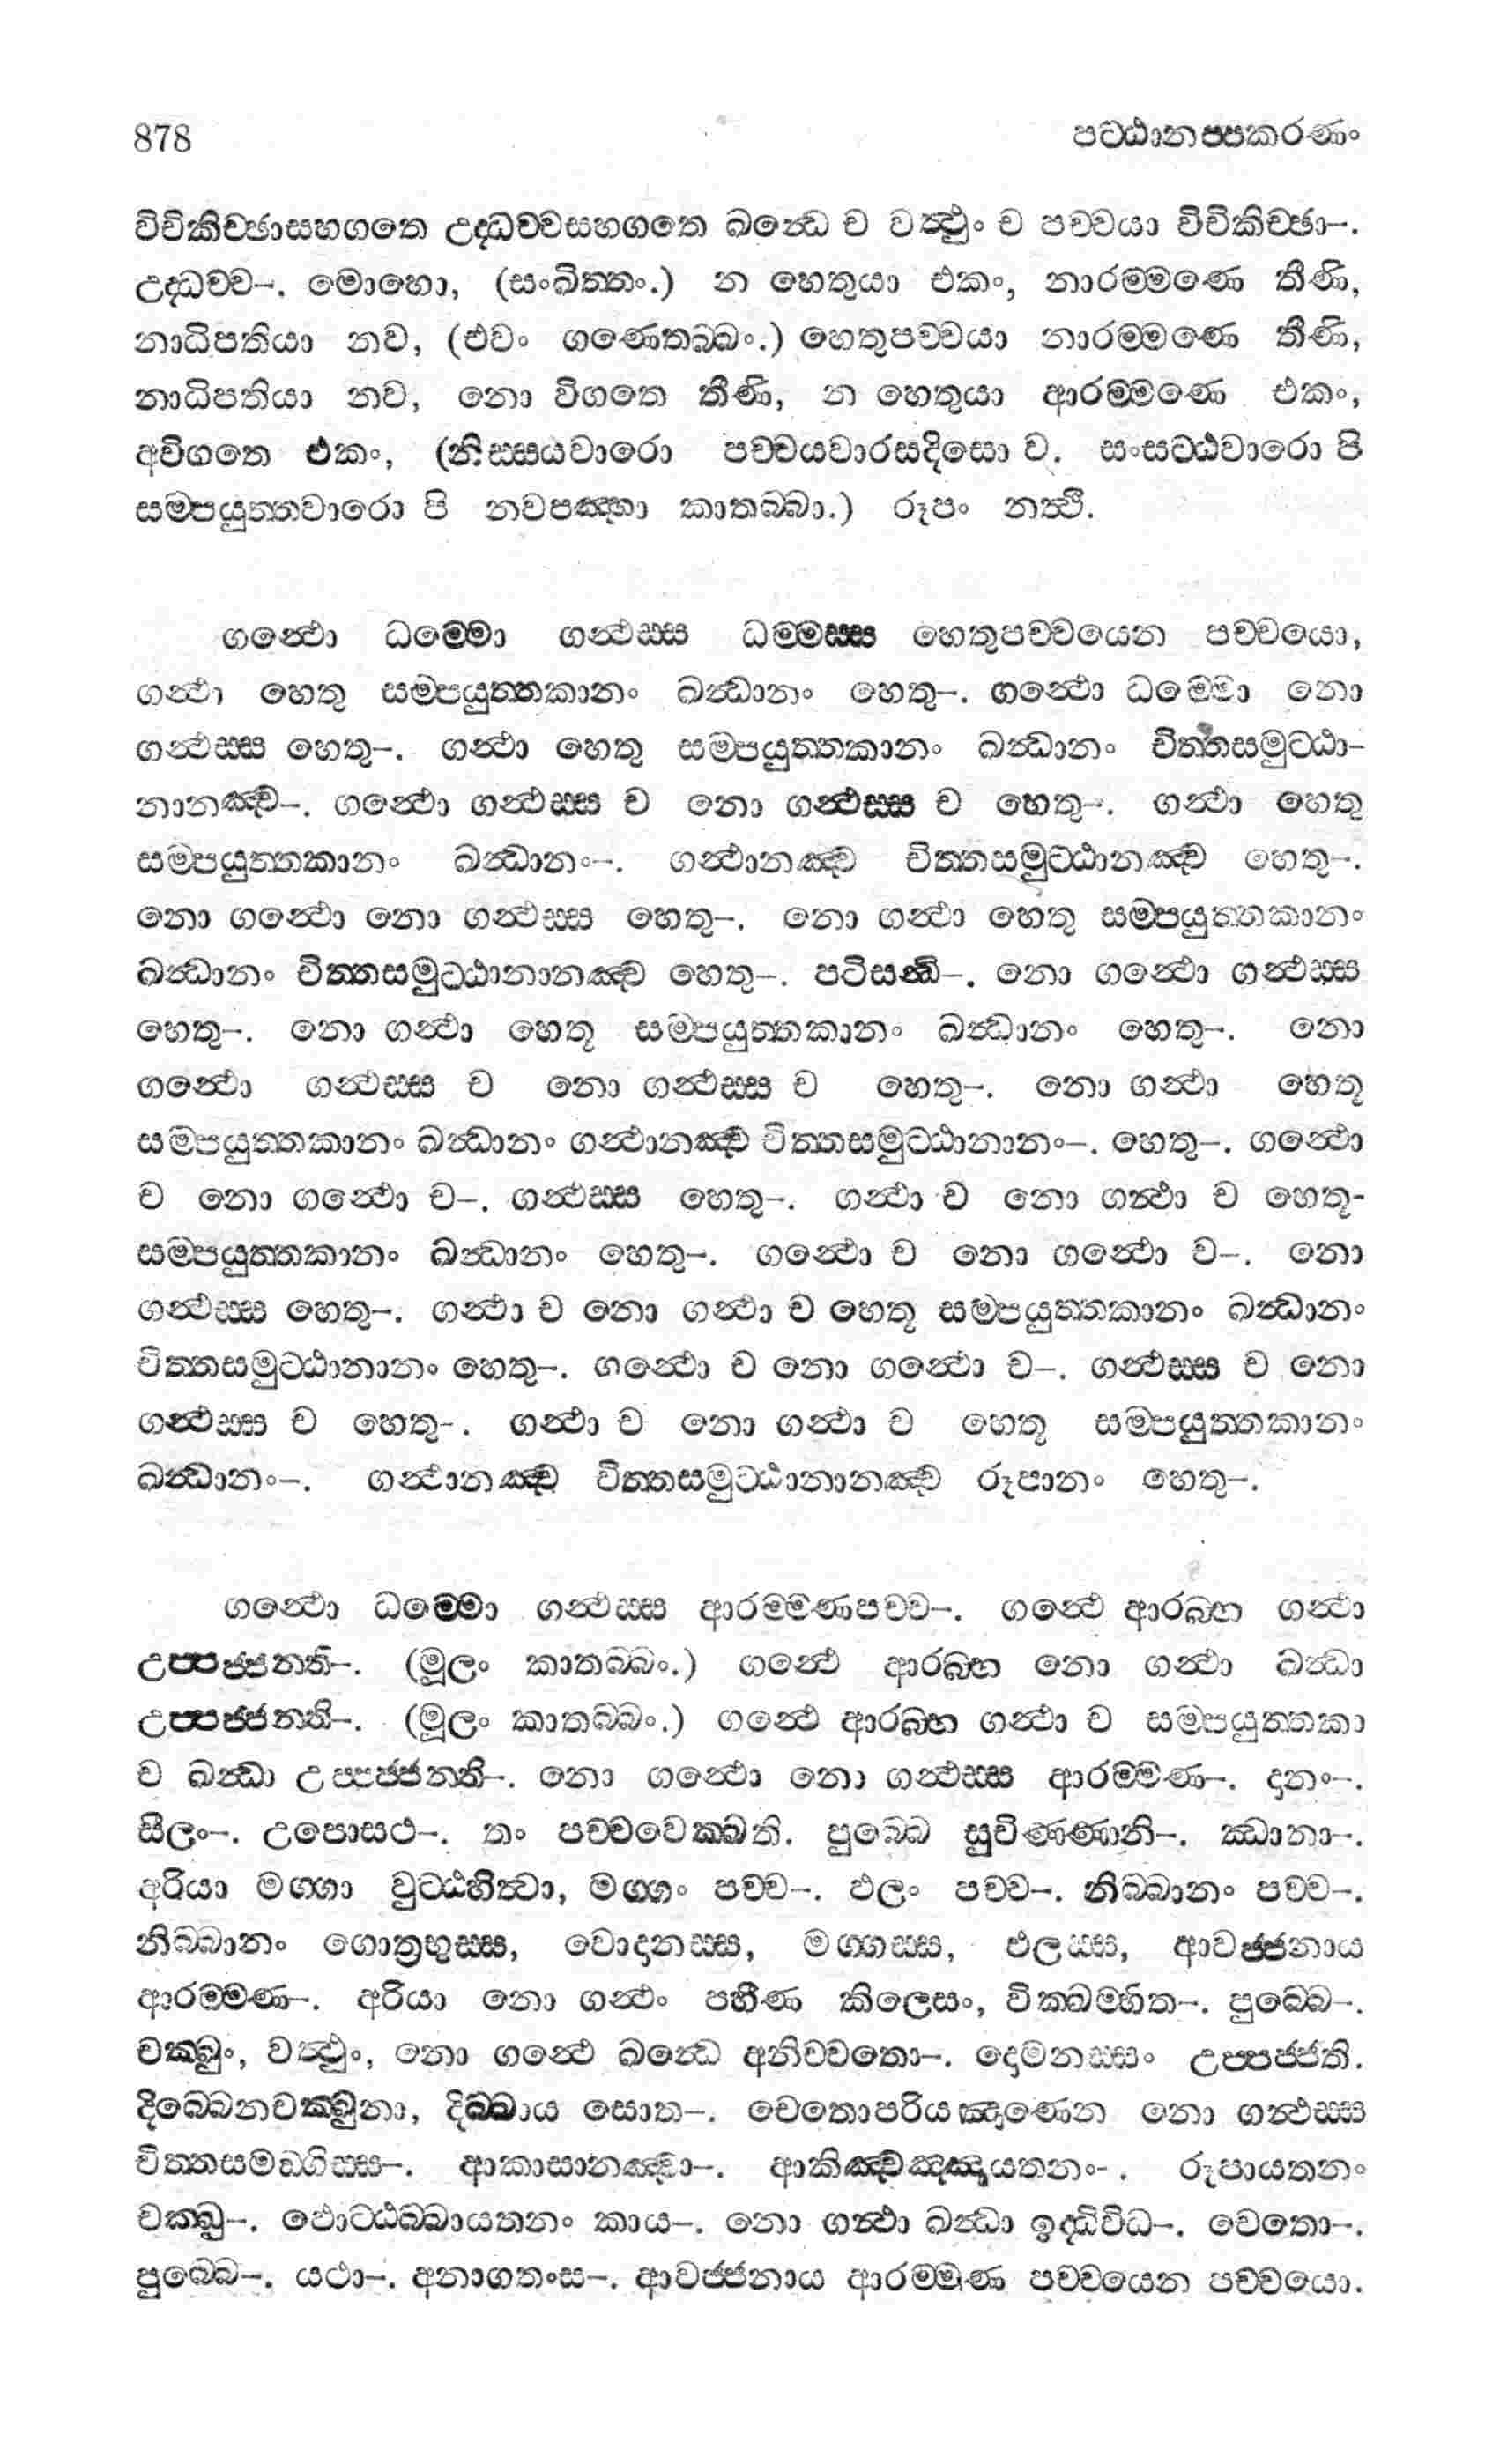 878 පට්ඨානප්පකරණං
විචිකිච්ඡාසහගතෙ උද්ධච්චසහගතෙ ඛන්ධෙ ච වත්ථුං ච පච්චයා විචිකිච්ඡා–.
උද්ධච්ච–. මොහො, (සංඛිත්තං.) න හෙතුයා එකං, නාරම්මණෙ තීණි,
නාධිපතියා නව, (එවං ගණෙතබ්බං.) හෙතුපච්චයා නාරම්මණෙ තීණි,
නාධිපතියා නව, නො විගතෙ තීණි, න හෙතුයා ආරම්මණෙ එකං,
අවිගතෙ එකං, (නිස්සයවාරො පච්චයවාරසදිසො ව. සංසට්ඨවාරො පි
සම්පයුත්තවාරො පි නවපඤ්හා කාතබ්බා.) රූපං නත්ථි.
ගන්ථො ධම්මො ගන්ථස්ස ධම්මස්ස හෙතුපච්චයෙන පච්චයො,
ගන්ථා හෙතු සම්පයුත්තකානං ඛන්ධානං හෙතු–. ගන්ථො ධම්මො නො
ගන්ථස්ස හෙතු–. ගන්ථා හෙතු සම්පයුත්තකානං ඛන්ධානං චිත්තසමුට්ඨා-
නානඤ්ච–. ගන්ථො ගන්ථස්ස ච නො ගන්ථස්ස ච හෙතු–. ගන්ථා හෙතු
සම්පයුත්තකානං ඛන්ධානං–. ගන්ථානඤ්ච චිත්තසමුට්ඨානඤ්ච හෙතු–.
නො ගන්ථො නො ගන්ථස්ස හෙතු–. නො ගන්ථා හෙතු සම්පයුත්තකානං
ඛන්ධානං චිත්තසමුට්ඨානානඤ්ච හෙතු–. පටිසන්ධි–. නො ගන්ථො ගන්ථස්ස
හෙතු–. නො ගන්ථා හෙතූ සම්පයුත්තකානං ඛන්ධානං හෙතු–. නො
ගන්ථො ගන්ථස්ස ච නො ගන්ථස්ස ච හෙතු–. නො ගන්ථා හෙතූ
සම්පයුත්තකානං ඛන්ධානං ගන්ථානඤ්ච චිත්තසමුට්ඨානානං–. හෙතු–. ගන්ථො
ච නො ගන්ථො ච–. ගන්ථස්ස හෙතු–. ගන්ථා ච නො ගන්ථා ච හෙතූ-
සම්පයුත්තකානං ඛන්ධානං හෙතු–. ගන්ථො ච නො ගන්ථො ච–. නො
ගන්ථස්ස හෙතු–. ගන්ථා ච නො ගන්ථා ච හෙතූ සම්පයුත්තකානං ඛන්ධානං
චිත්තසමුට්ඨානානං හෙතු–. ගන්ථො ච නො ගන්ථො ච–. ගන්ථස්ස ච නො
ගන්ථස්ස ච හෙතු–. ගන්ථා ච නො ගන්ථා ච හෙතූ සම්පයුත්තකානං
ඛන්ධානං–. ගන්ථානඤ්ච චිත්තසමුට්ඨානානඤ්ච රූපානං හෙතු–.
ගන්ථො ධම්මො ගන්ථස්ස ආරම්මණපච්ච–. ගන්ථෙ ආරබ්භ ගන්ථා
උප්පජ්ජන්ති–. (මූලං කාතබ්බං.) ගන්ථෙ ආරබ්භ නො ගන්ථා ඛන්ධා
උප්පජ්ජන්ති–. (මූලං කාතබ්බං.) ගන්ථෙ ආරබ්භ ගන්ථා ච සම්පයුත්තකා
ච ඛන්ධා උප්පජ්ජන්ති–. නො ගන්ථො නො ගන්ථස්ස ආරම්මණ–. දානං–.
සීලං–. උපොසථ–. තං පච්චවෙක්ඛති. පුබ්බෙ සුචිණ්ණානි–. ඣානා–.
අරියා මග්ගා වුට්ඨහිත්වා, මග්ගං පච්ච–. ඵලං පච්ච–. නිබ්බානං පච්ච–.
නිබ්බානං ගොත්‍රභුස්ස, වොදානස්ස, මග්ගස්ස, ඵලස්ස, ආවජ්ජනාය
ආරම්මණ–. අරියා නො ගන්ථං පහීණ කිලෙසං, වික්ඛම්හිත–. පුබ්බෙ–.
චක්ඛුං, වත්ථුං, නො ගන්ථෙ ඛන්ධෙ අනිච්චතො–. දොමනස්සං උප්පජ්ජති.
දිබ්බෙනචක්ඛුනා, දිබ්බාය සොත–. චෙතොපරියඤාණෙන නො ගන්ථස්ස
චිත්තසමඞ්ගිස්ස–. ආකාසානඤ්චා–. ආකිඤ්චඤ්ඤායතනං–. රූපායතනං
චක්ඛු–. ඵොට්ඨබ්බායතනං කාය–. නො ගන්ථා ඛන්ධා ඉද්ධිවිධ–. චෙතො–.
පුබ්බෙ–. යථා–. අනාගතංස–. ආවජ්ජනාය ආරම්මණ පච්චයෙන පච්චයො.